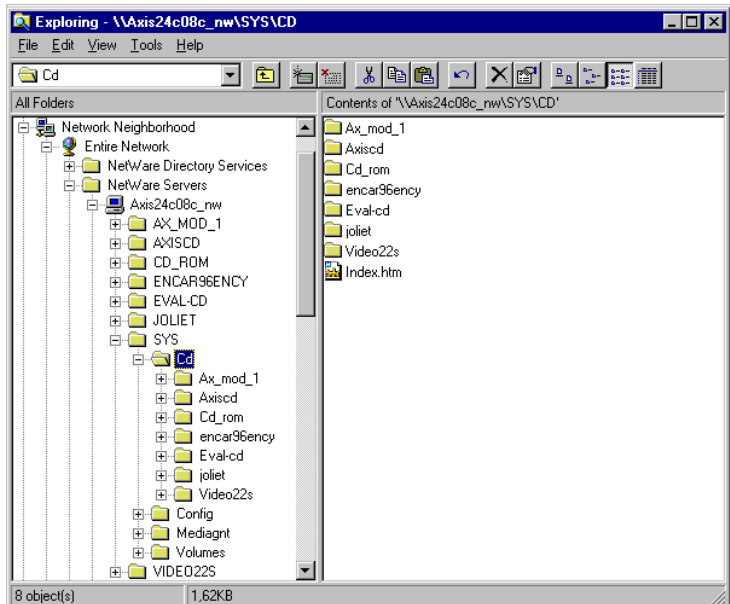 Exploring - \\Axis24c08c_nw\SYS\CD
File Edit View Tools Help
Cd
All Folders
Contents of '\\Axis24c08c_nw\SYS\CD'
Network Neighborhood
Entire Network
NetWare Directory Services
NetWare Servers
Axis24c08c_nw
AX_MOD_1
AXISCD
CD_ROM
ENCAR96ENCY
EVAL-CD
JOLIET
SYS
Cd
Ax_mod_1
Axiscd
Cd_rom
encar96ency
Eval-cd
joliet
Video22s
Config
Mediagnt
Volumes
VIDEO22S
Ax_mod_1
Axiscd
Cd_rom
encar96ency
Eval-cd
joliet
Video22s
Index.htm
8 object(s)
1,62KB